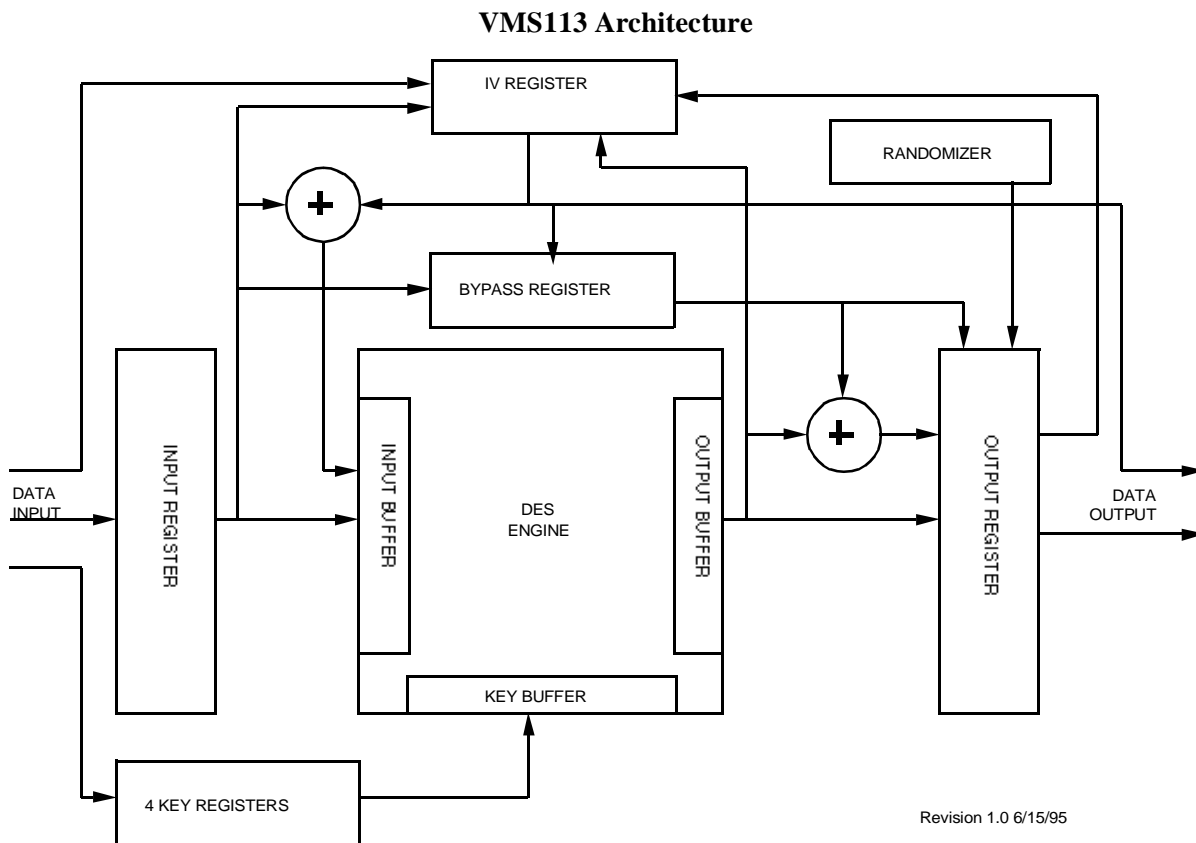 VMS113 Architecture
IV REGISTER
RANDOMIZER
+
BYPASS REGISTER
+
DATA
INPUT
INPUT REGISTER
INPUT BUFFER
DES
ENGINE
OUTPUT BUFFER
OUTPUT REGISTER
DATA
OUTPUT
KEY BUFFER
4 KEY REGISTERS
Revision 1.0 6/15/95